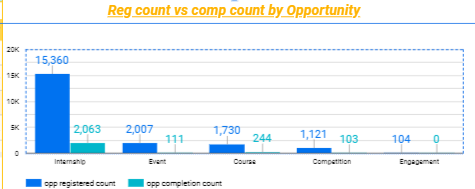 Reg count vs comp count by Opportunity
20K
15K
10K
5K
0
15,360
2,063
2,007
111
1,730
244
1,121
103
104
0
Internship
Event
Course
Competition
Engagement
opp registered count
opp completion count